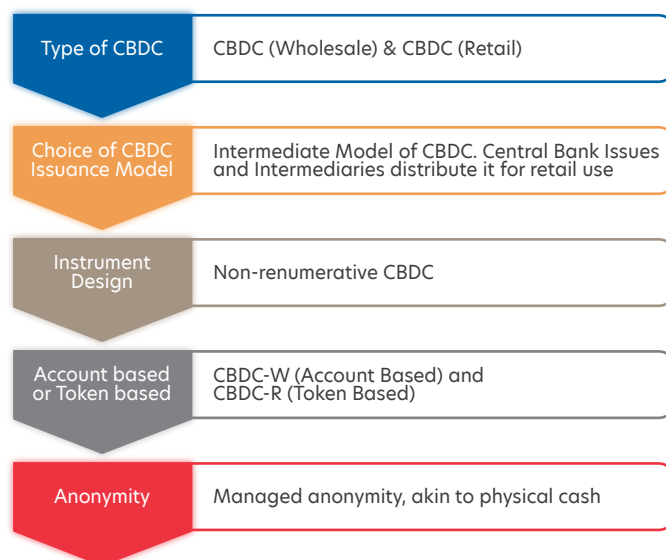 Type of CBDC
CBDC (Wholesale) & CBDC (Retail)
Choice of CBDC
Issuance Model
Intermediate Model of CBDC. Central Bank Issues
and Intermediaries distribute it for retail use
Instrument
Design
Non-renumerative CBDC
Account based
or Token based
CBDC-W (Account Based) and
CBDC-R (Token Based)
Anonymity
Managed anonymity, akin to physical cash